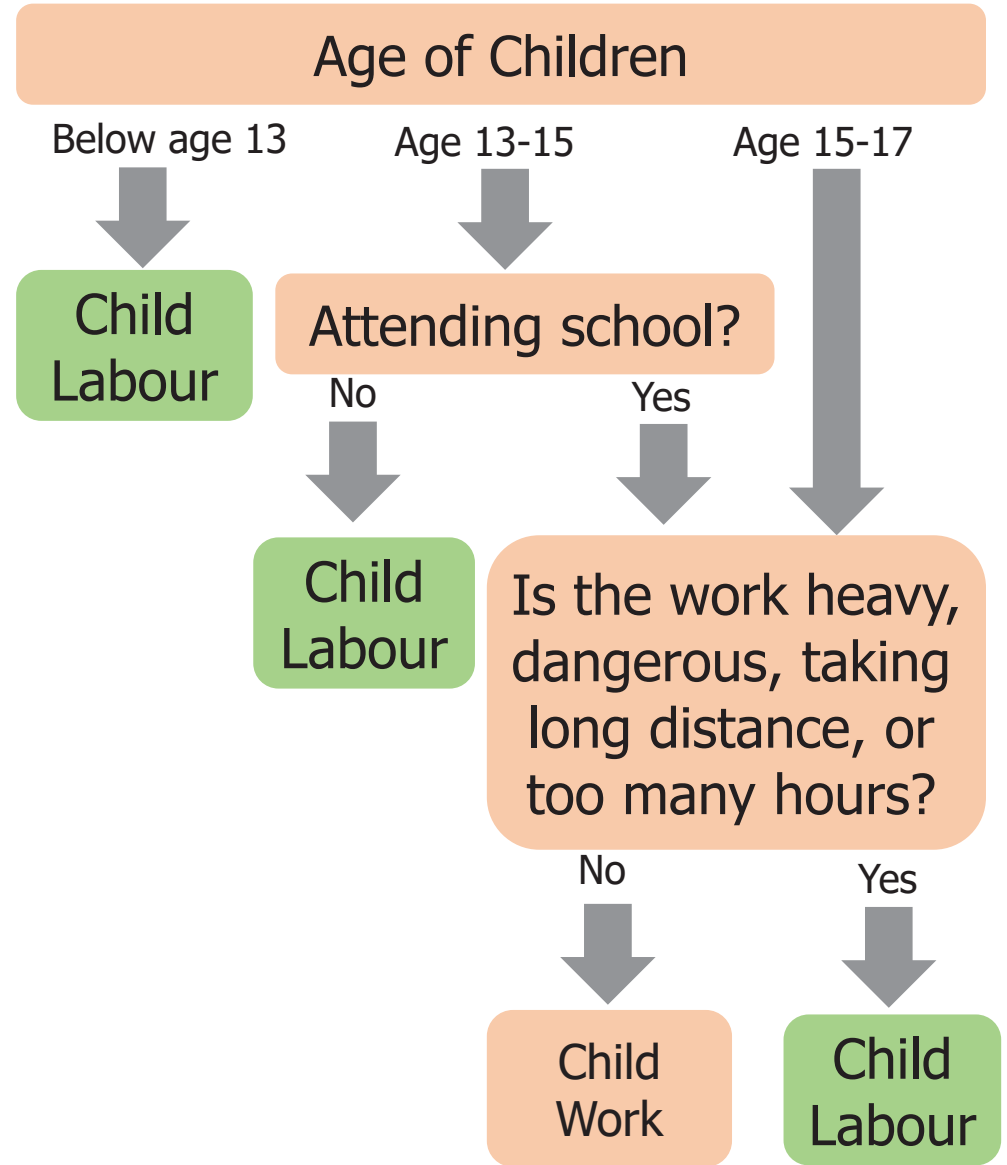 Age of Children
Below age 13
Age 13-15
Age 15-17
Child
Labour
Attending school?
No
Yes
Child
Labour
Is the work heavy,
dangerous, taking
long distance, or
too many hours?
No
Yes
Child
Work
Child
Labour